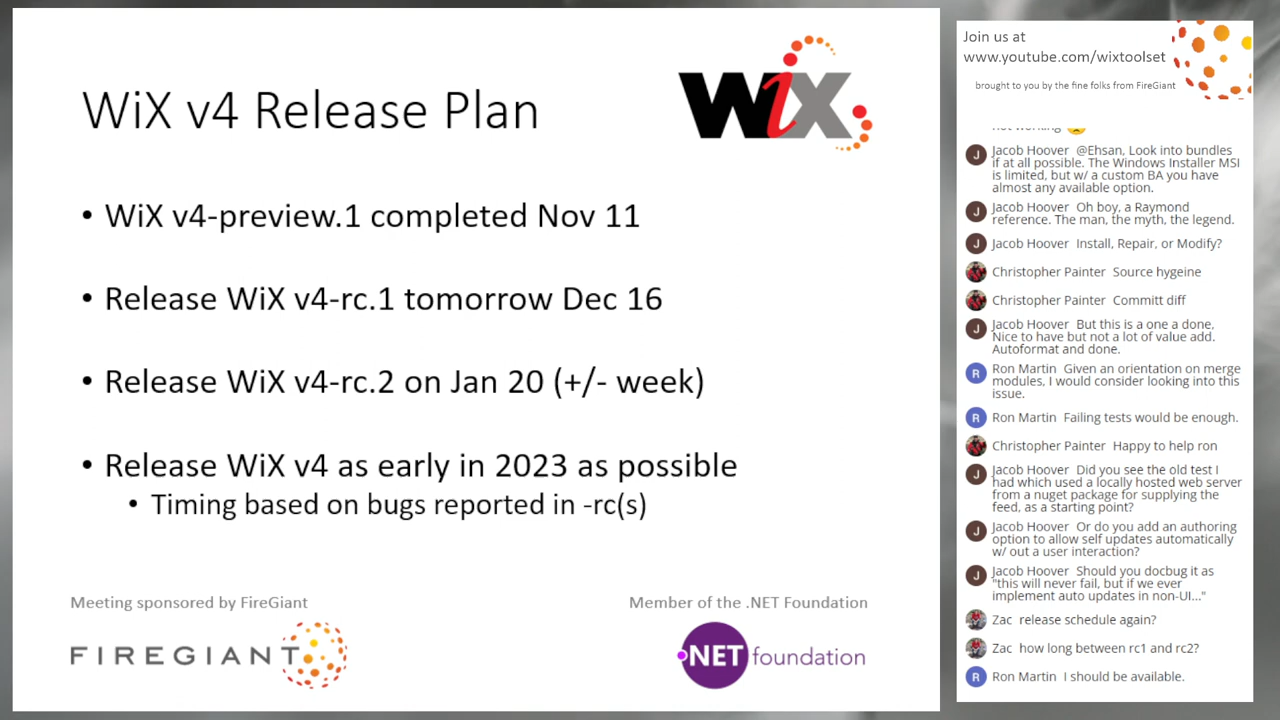 WiX v4 Release Plan
WiX
• WiX v4-preview.1 completed Nov 11
• Release WiX v4-rc.1 tomorrow Dec 16
• Release WiX v4-rc.2 on Jan 20 (+/- week)
• Release WiX v4 as early in 2023 as possible
• Timing based on bugs reported in -rc(s)
Meeting sponsored by FireGiant
Member of the .NET Foundation
FIREGIANT
.NET foundation
Join us at
www.youtube.com/wixtoolset
brought to you by the fine folks from FireGiant
not working
J Jacob Hoover @Ehsan, Look into bundles
if at all possible. The Windows Installer MSI
is limited, but w/ a custom BA you have
almost any available option.
J Jacob Hoover Oh boy, a Raymond
reference. The man, the myth, the legend.
J Jacob Hoover Install, Repair, or Modify?
Christopher Painter Source hygeine
Christopher Painter Committ diff
J Jacob Hoover But this is a one a done,
Nice to have but not a lot of value add.
Autoformat and done.
R Ron Martin Given an orientation on merge
modules, I would consider looking into this
issue.
R Ron Martin Failing tests would be enough.
Christopher Painter Happy to help ron
J Jacob Hoover Did you see the old test I
had which used a locally hosted web server
from a nuget package for supplying the
feed, as a starting point?
J Jacob Hoover Or do you add an authoring
option to allow self updates automatically
w/ out a user interaction?
J Jacob Hoover Should you docbug it as
"this will never fail, but if we ever
implement auto updates in non-UI..."
Zac release schedule again?
Zac how long between rc1 and rc2?
R Ron Martin I should be available.